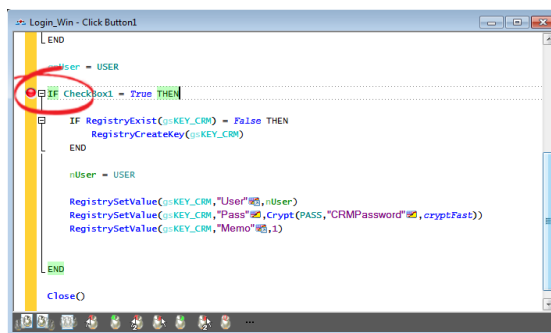 Login_Win - Click Button1
END
User = USER
IF CheckBox1 = True THEN
IF RegistryExist(gsKEY_CRM) = False THEN
RegistryCreateKey(gsKEY_CRM)
END
nUser = USER
RegistrySetValue(gsKEY_CRM,"User",nUser)
RegistrySetValue(gsKEY_CRM,"Pass",Crypt(PASS,"CRMPassword",cryptFast))
RegistrySetValue(gsKEY_CRM,"Memo",1)
END
Close()